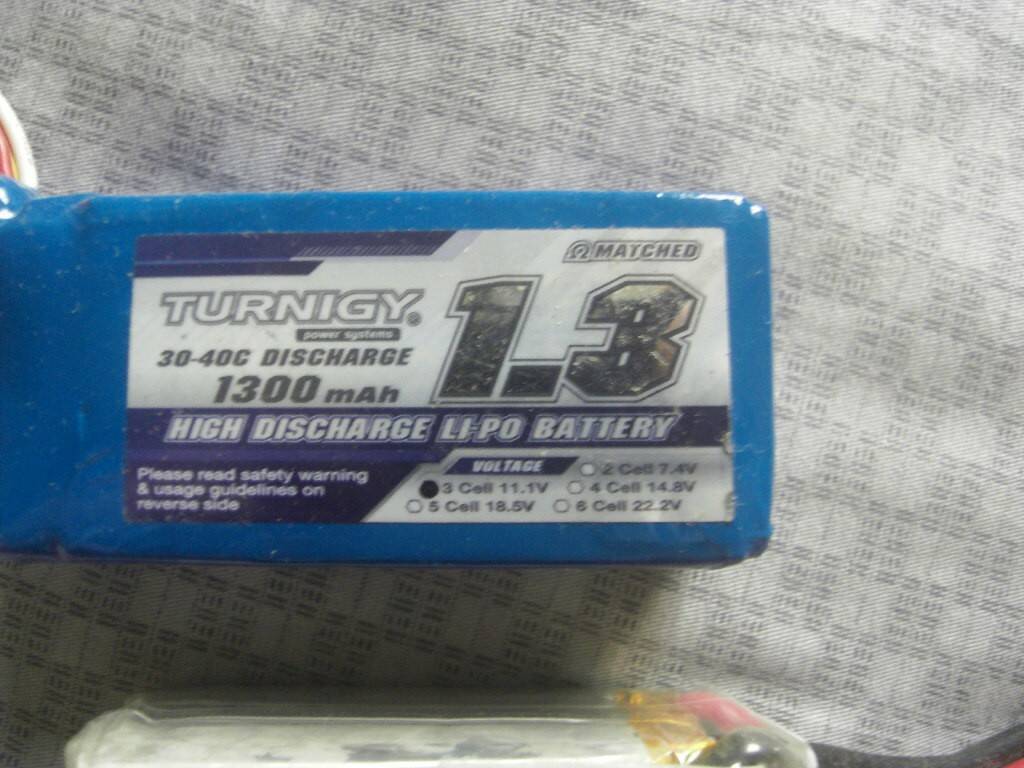 Ω MATCHED
TURNIGY®
power systems
1.3
30-40C DISCHARGE
1300 mAh
HIGH DISCHARGE LI-PO BATTERY
Please read safety warning
& usage guidelines on
reverse side
VOLTAGE
2 Cell 7.4V
3 Cell 11.1V
4 Cell 14.8V
5 Cell 18.5V
6 Cell 22.2V